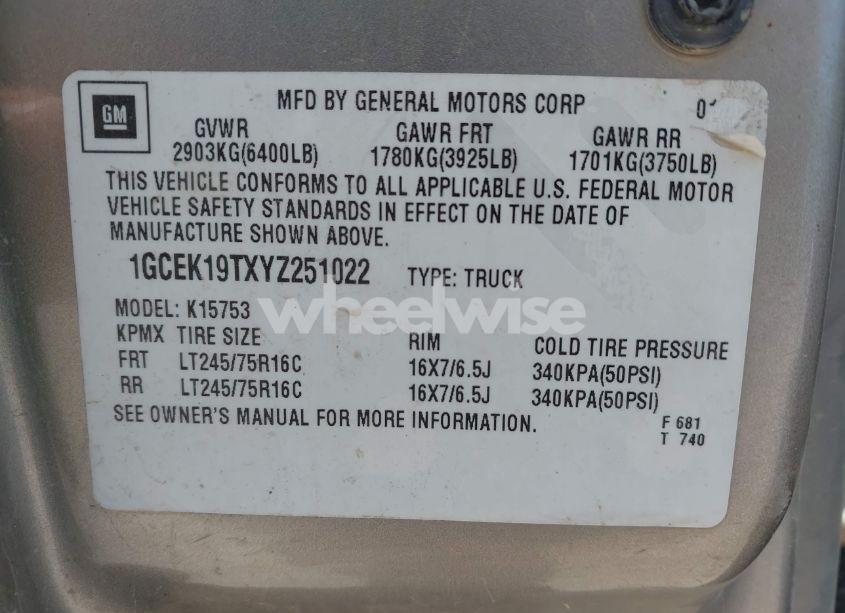 GM
MFD BY GENERAL MOTORS CORP 0
GVWR GAWR FRT GAWR RR
2903KG(6400LB) 1780KG(3925LB) 1701KG(3750LB)
THIS VEHICLE CONFORMS TO ALL APPLICABLE U.S. FEDERAL MOTOR
VEHICLE SAFETY STANDARDS IN EFFECT ON THE DATE OF
MANUFACTURE SHOWN ABOVE.
1GCEK19TXYZ251022 TYPE: TRUCK
wheelwise
MODEL: K15753
KPMX TIRE SIZE RIM COLD TIRE PRESSURE
FRT LT245/75R16C 16X7/6.5J 340KPA(50PSI)
RR LT245/75R16C 16X7/6.5J 340KPA(50PSI)
SEE OWNER'S MANUAL FOR MORE INFORMATION.
F 681
T 740